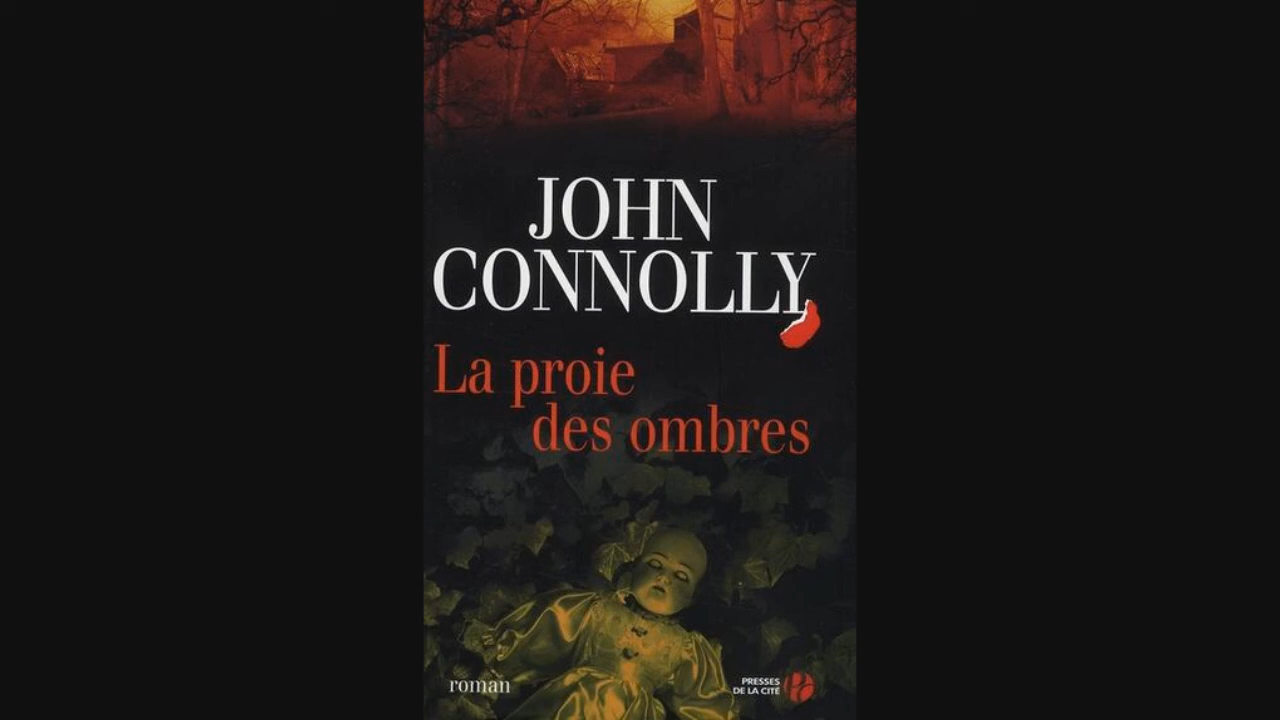 JOHN
CONNOLLY
La proie
des ombres
roman
PRESSES
DE LA CITÉ